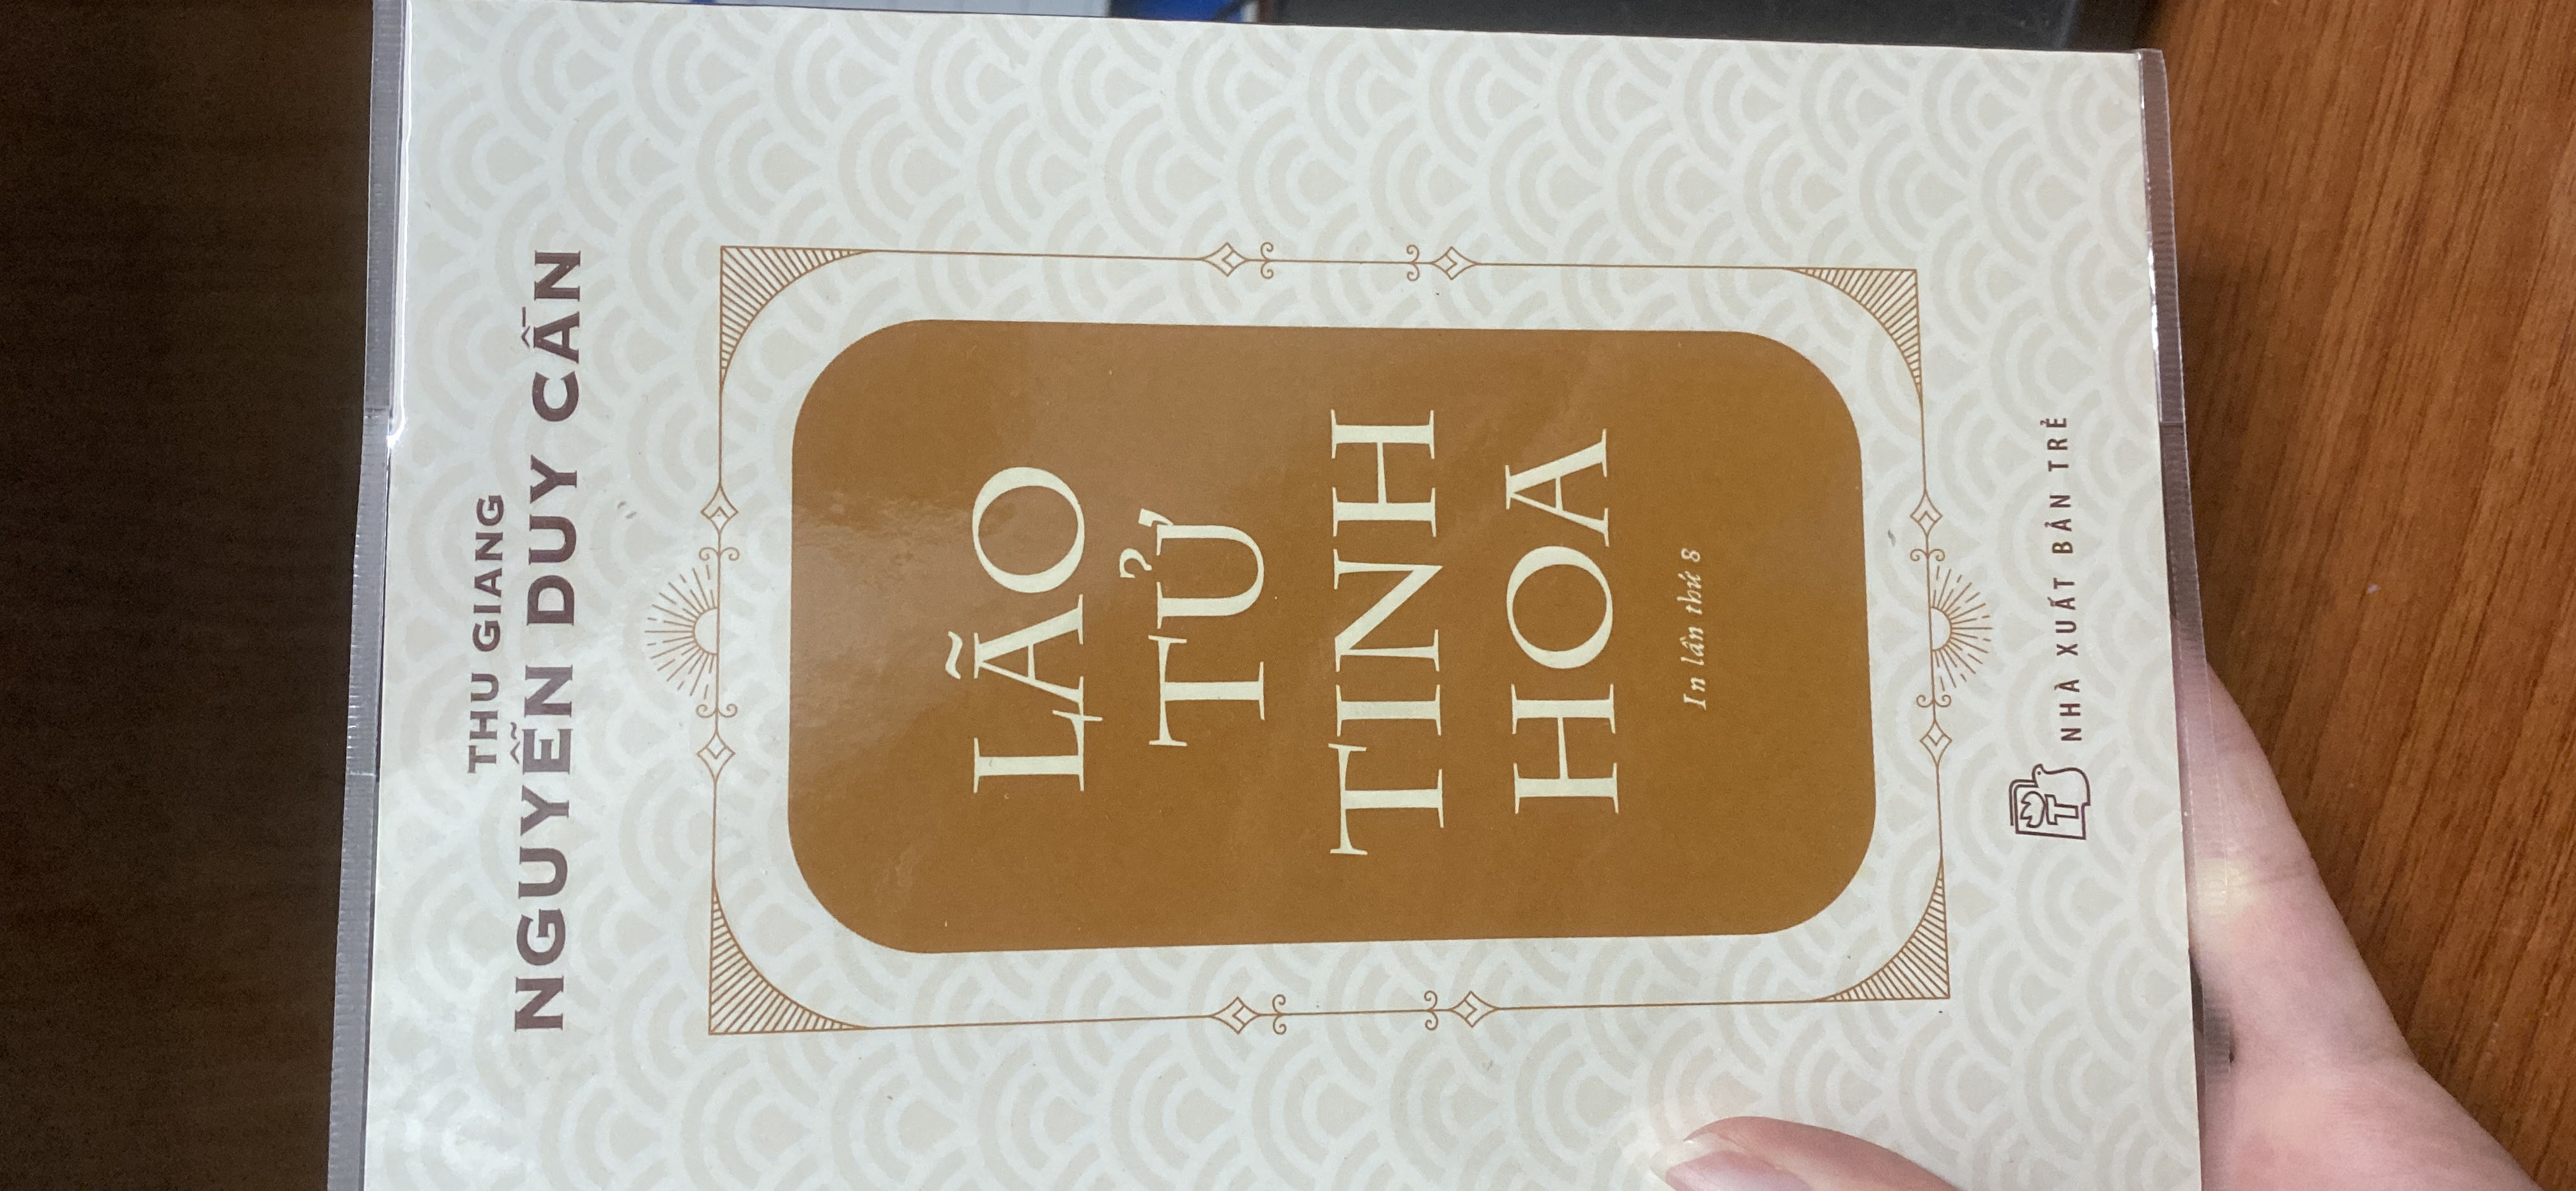 THU GIANG
NGUYỄN DUY CẦN
LÃO
TỬ
TINH
HOA
In lần thứ 8
NHÀ XUẤT BẢN TRẺ